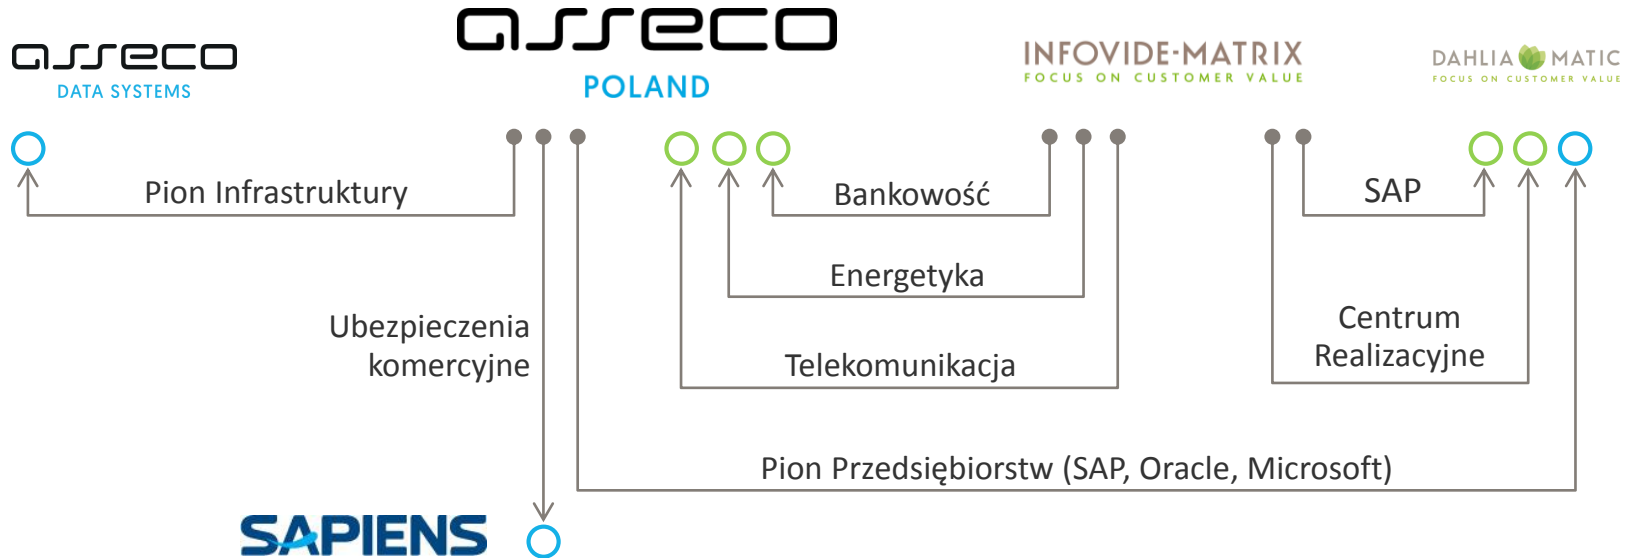 asseco
DATA SYSTEMS
asseco
POLAND
INFOVIDE-MATRIX
FOCUS ON CUSTOMER VALUE
DAHLIA MATIC
FOCUS ON CUSTOMER VALUE
Pion Infrastruktury
Bankowość
SAP
Energetyka
Ubezpieczenia
komercyjne
Telekomunikacja
Centrum
Realizacyjne
Pion Przedsiębiorstw (SAP, Oracle, Microsoft)
SAPIENS